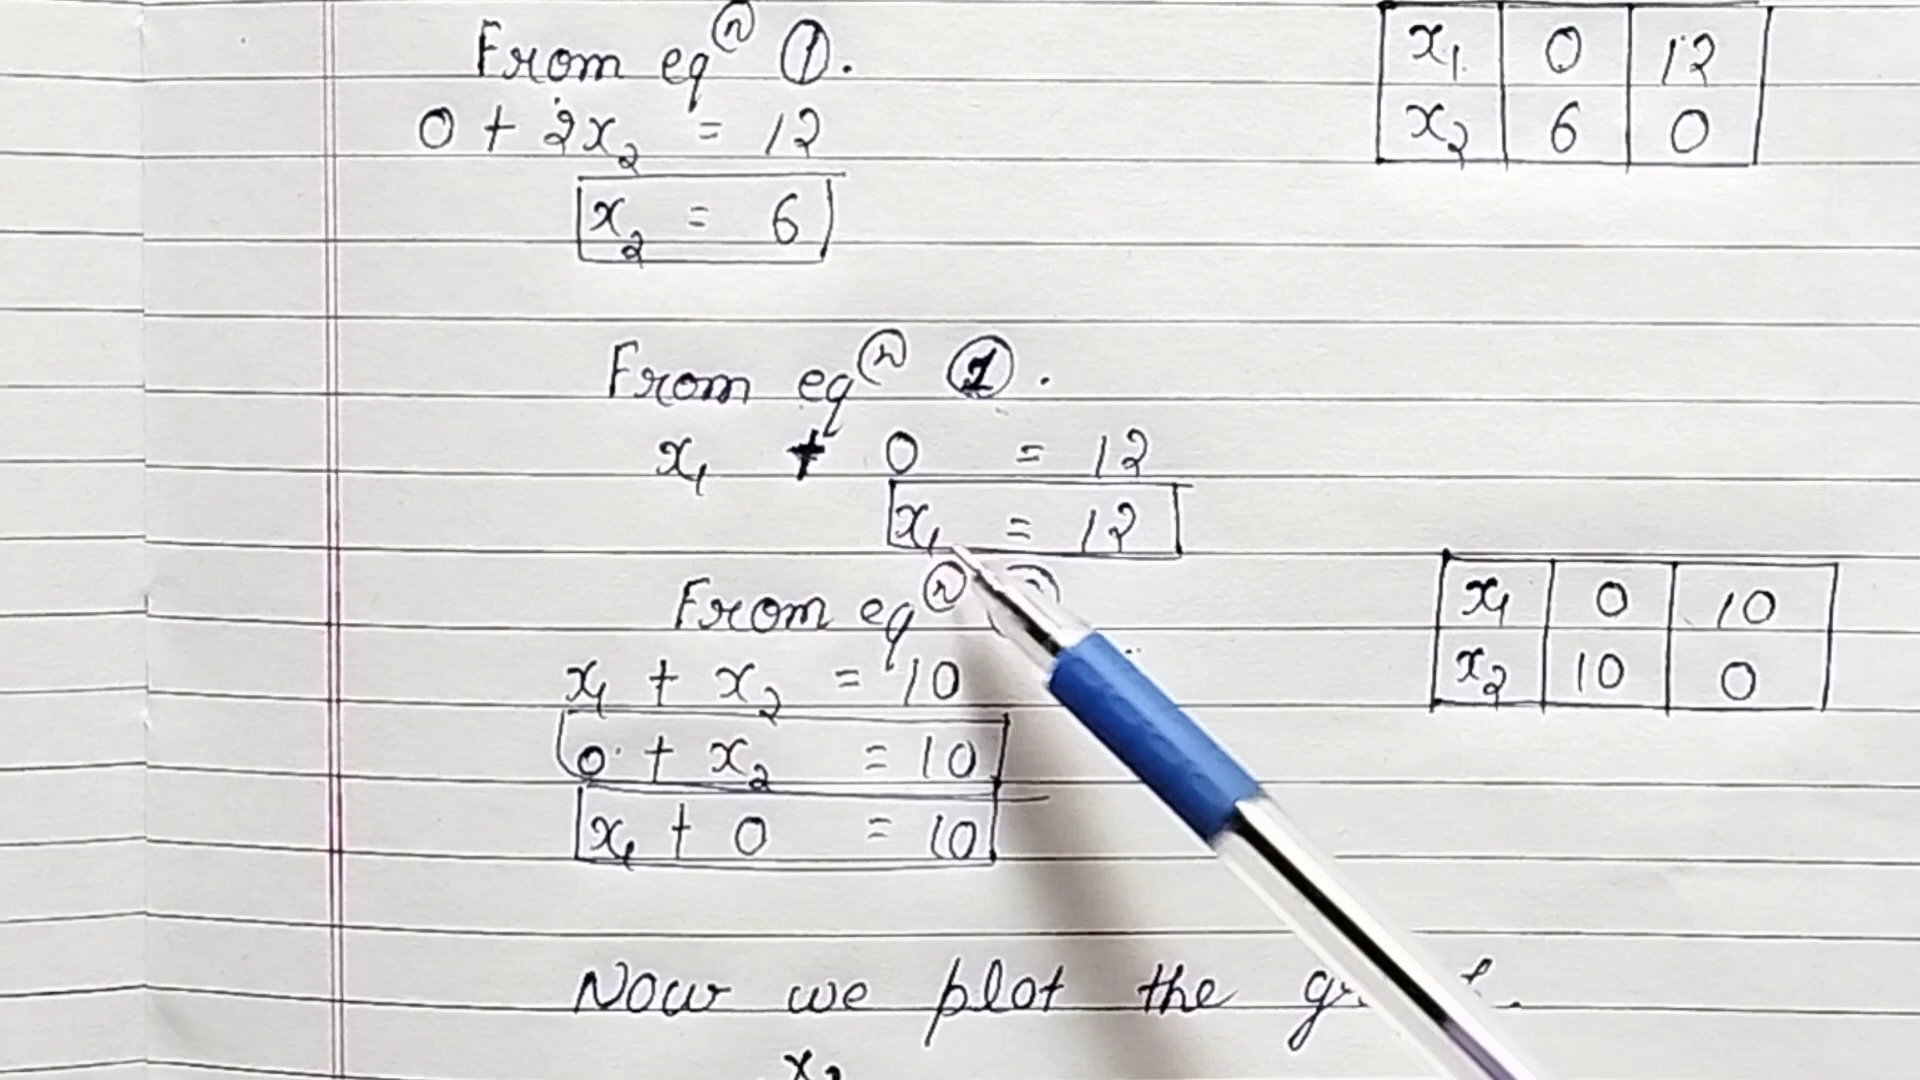 From eqⁿ ①.
x₁ 0 12
0 + 2x₂ = 12
x₂ 6 0
x₂ = 6
From eqⁿ ①.
x₁ + 0 = 12
x₁ = 12
From eqⁿ
x₁ 0 10
x₁ + x₂ = 10
x₂ 10 0
0 + x₂ = 10
x₁ + 0 = 10
Now we plot the
x₂